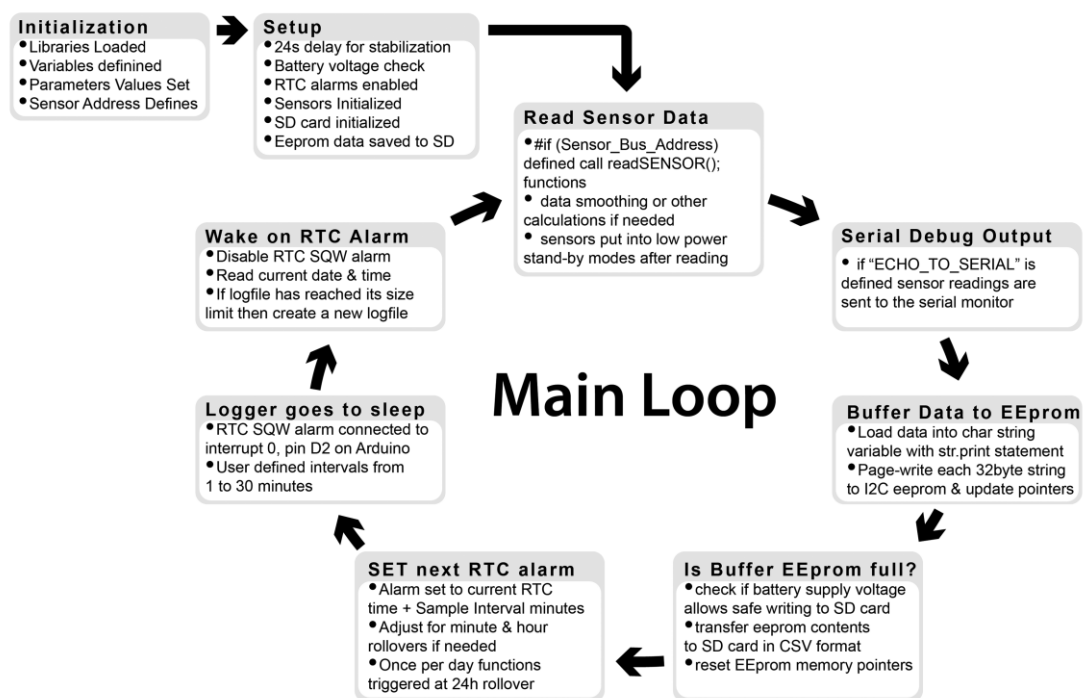 Initialization
• Libraries Loaded
• Variables definined
• Parameters Values Set
• Sensor Address Defines
Setup
• 24s delay for stabilization
• Battery voltage check
• RTC alarms enabled
• Sensors Initialized
• SD card initialized
• Eeprom data saved to SD
Read Sensor Data
• #if (Sensor_Bus_Address)
defined call readSENSOR();
functions
• data smoothing or other
calculations if needed
• sensors put into low power
stand-by modes after reading
Serial Debug Output
• if “ECHO_TO_SERIAL” is
defined sensor readings are
sent to the serial monitor
Buffer Data to EEprom
• Load data into char string
variable with str.print statement
• Page-write each 32byte string
to I2C eeprom & update pointers
Is Buffer EEprom full?
• check if battery supply voltage
allows safe writing to SD card
• transfer eeprom contents
to SD card in CSV format
• reset EEprom memory pointers
SET next RTC alarm
• Alarm set to current RTC
time + Sample Interval minutes
• Adjust for minute & hour
rollovers if needed
• Once per day functions
triggered at 24h rollover
Logger goes to sleep
• RTC SQW alarm connected to
interrupt 0, pin D2 on Arduino
• User defined intervals from
1 to 30 minutes
Wake on RTC Alarm
• Disable RTC SQW alarm
• Read current date & time
• If logfile has reached its size
limit then create a new logfile
Main Loop